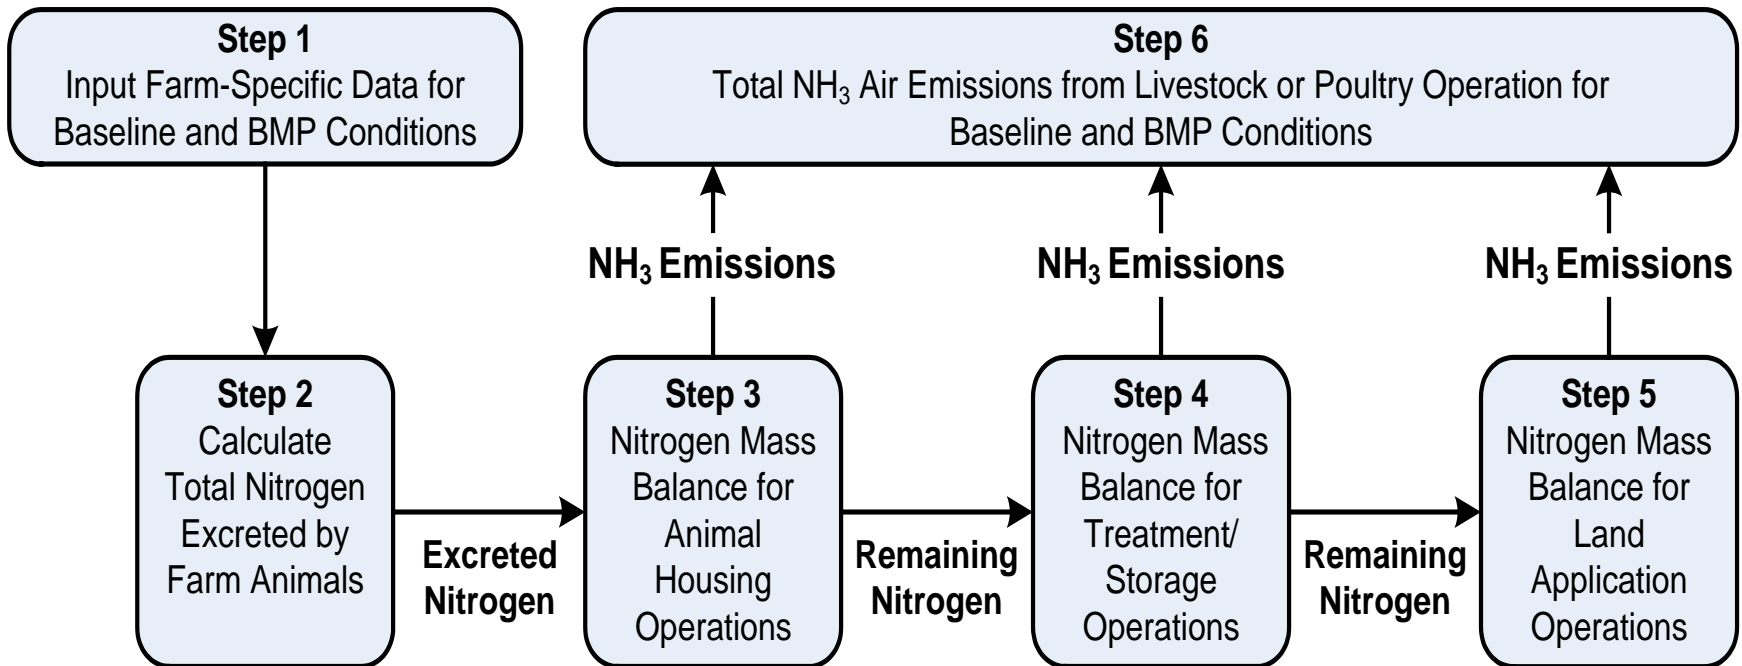 Step 1
Input Farm-Specific Data for
Baseline and BMP Conditions
Step 6
Total NH₃ Air Emissions from Livestock or Poultry Operation for
Baseline and BMP Conditions
NH₃ Emissions
NH₃ Emissions
NH₃ Emissions
Step 2
Calculate
Total Nitrogen
Excreted by
Farm Animals
Excreted
Nitrogen
Step 3
Nitrogen Mass
Balance for
Animal
Housing
Operations
Remaining
Nitrogen
Step 4
Nitrogen Mass
Balance for
Treatment/
Storage
Operations
Remaining
Nitrogen
Step 5
Nitrogen Mass
Balance for
Land
Application
Operations